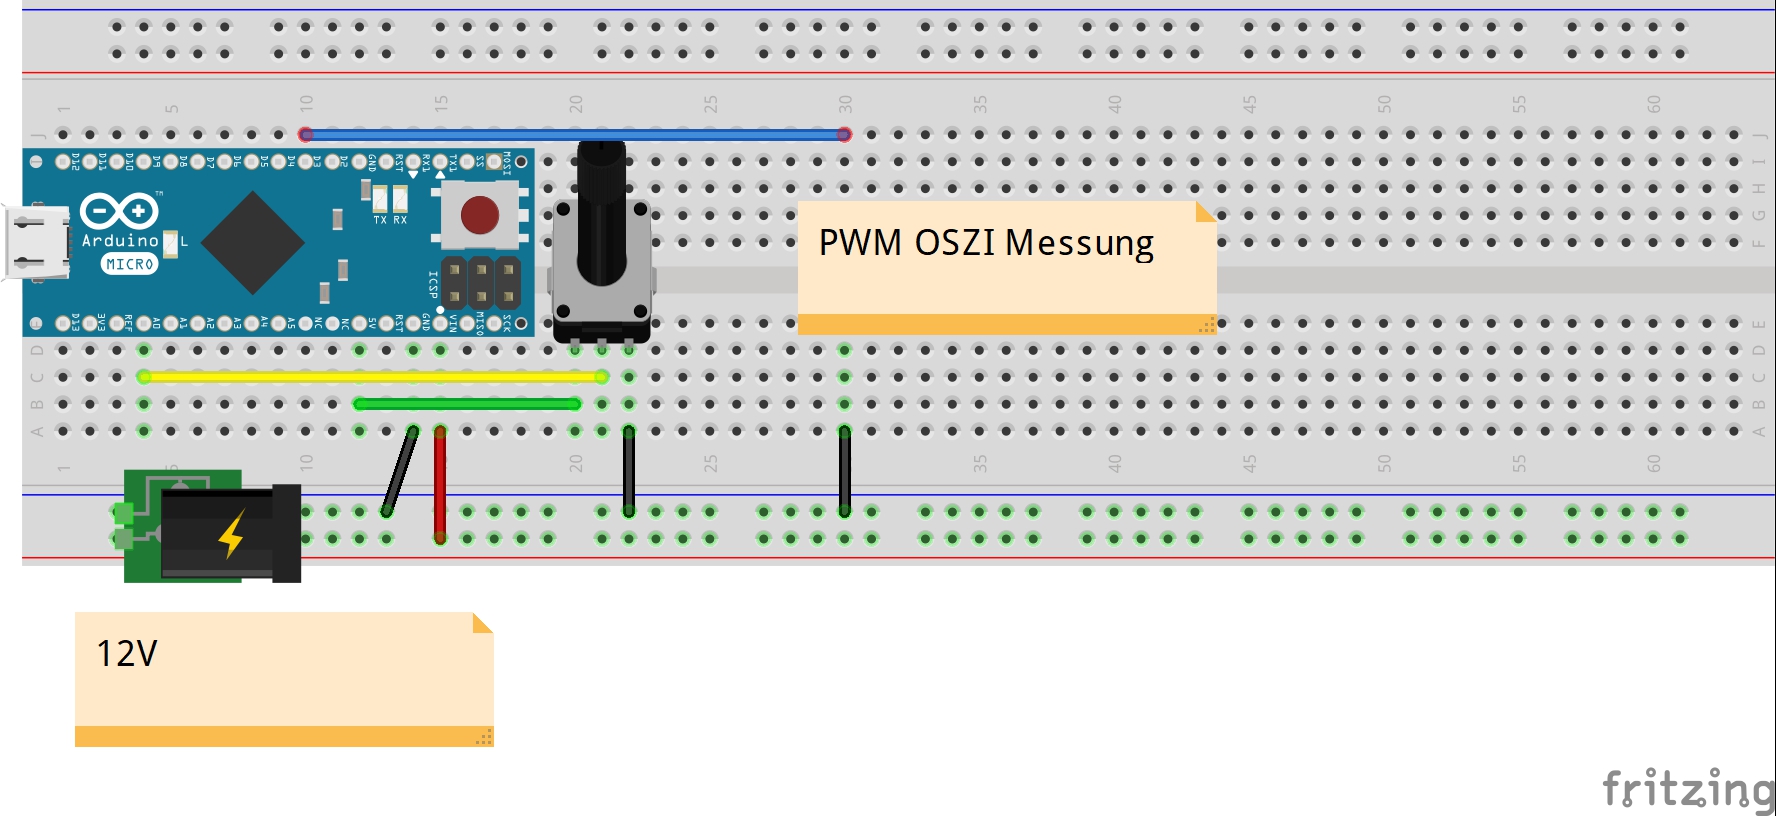 1 5 10 15 20 25 30 35 40 45 50 55 60
J J
D12 D11 D10 D9 D8 D7 D6 D5 D4 D3 D2 GND RST RX1 TX1 SS MOSI
I
H
G
F
TX RX
Arduino™ L
MICRO
ICSP
PWM OSZI Messung
D13 3V3 REF A0 A1 A2 A3 A4 A5 NC NC 5V RST GND VIN MISO SCK
E
D D
C C
B B
A A
1 5 10 20 25 35 40 45 50 55 60
12V
fritzing